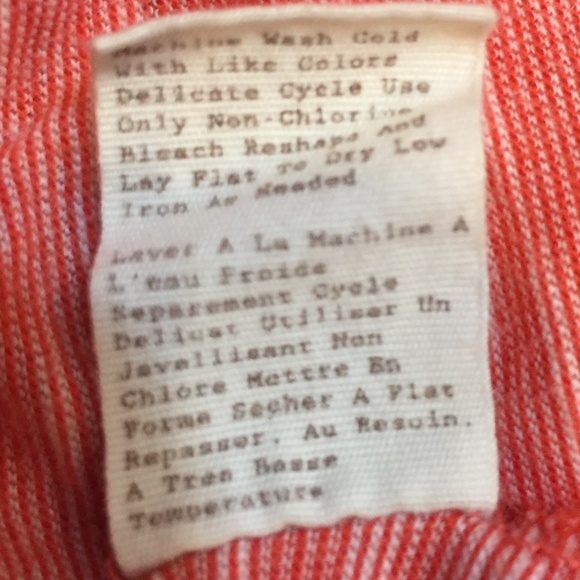 Machine Wash Cold
With Like Colors
Delicate Cycle Use
Only Non-Chlorine
Bleach Reshape And
Lay Flat To Dry Low
Iron As Needed
Laver A La Machine A
L'eau Froide
Separement Cycle
Delicat Utiliser Un
Javellisant Non
Chlore Mettre En
Forme Secher A Plat
Repasser. Au Besoin.
A Tres Basse
Temperature